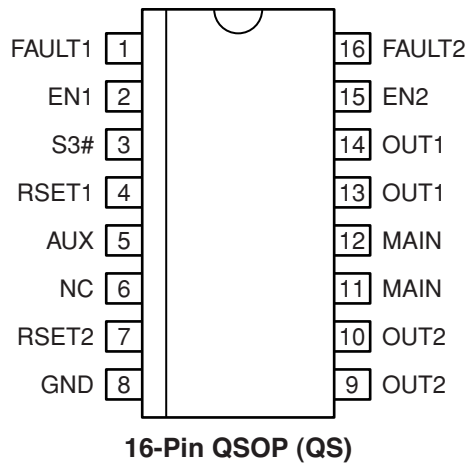 FAULT1 1 16 FAULT2
EN1 2 15 EN2
S3# 3 14 OUT1
RSET1 4 13 OUT1
AUX 5 12 MAIN
NC 6 11 MAIN
RSET2 7 10 OUT2
GND 8 9 OUT2
16-Pin QSOP (QS)